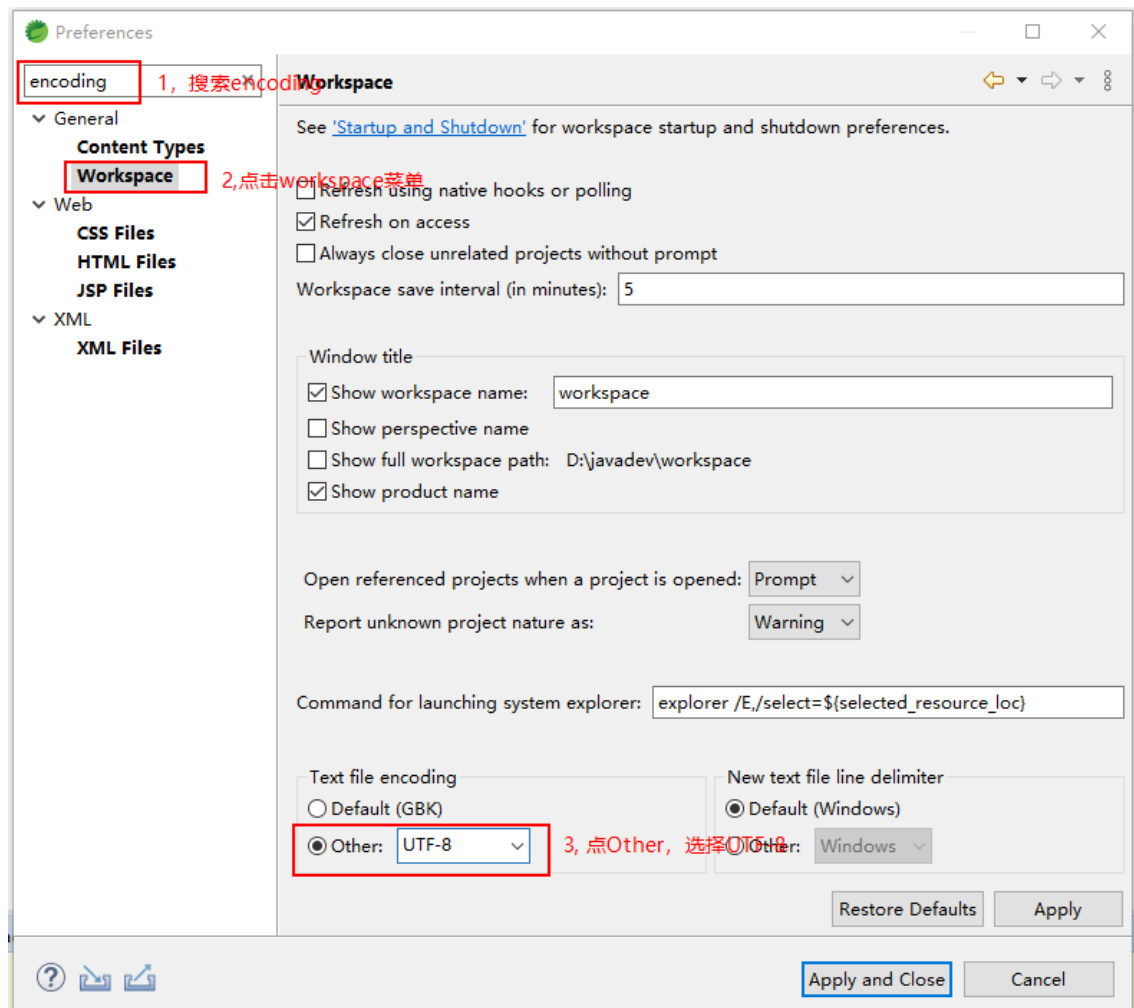 Preferences
encoding
1，搜索encoding
Workspace
General
Content Types
Workspace
2,点击workspace菜单
Web
CSS Files
HTML Files
JSP Files
XML
XML Files
See 'Startup and Shutdown' for workspace startup and shutdown preferences.
Refresh using native hooks or polling
Refresh on access
Always close unrelated projects without prompt
Workspace save interval (in minutes): 5
Window title
Show workspace name: workspace
Show perspective name
Show full workspace path: D:\javadev\workspace
Show product name
Open referenced projects when a project is opened: Prompt
Report unknown project nature as: Warning
Command for launching system explorer: explorer /E,/select=${selected_resource_loc}
Text file encoding
Default (GBK)
Other: UTF-8
3, 点Other，选择UTF-8
New text file line delimiter
Default (Windows)
Other: Windows
Restore Defaults
Apply
Apply and Close
Cancel